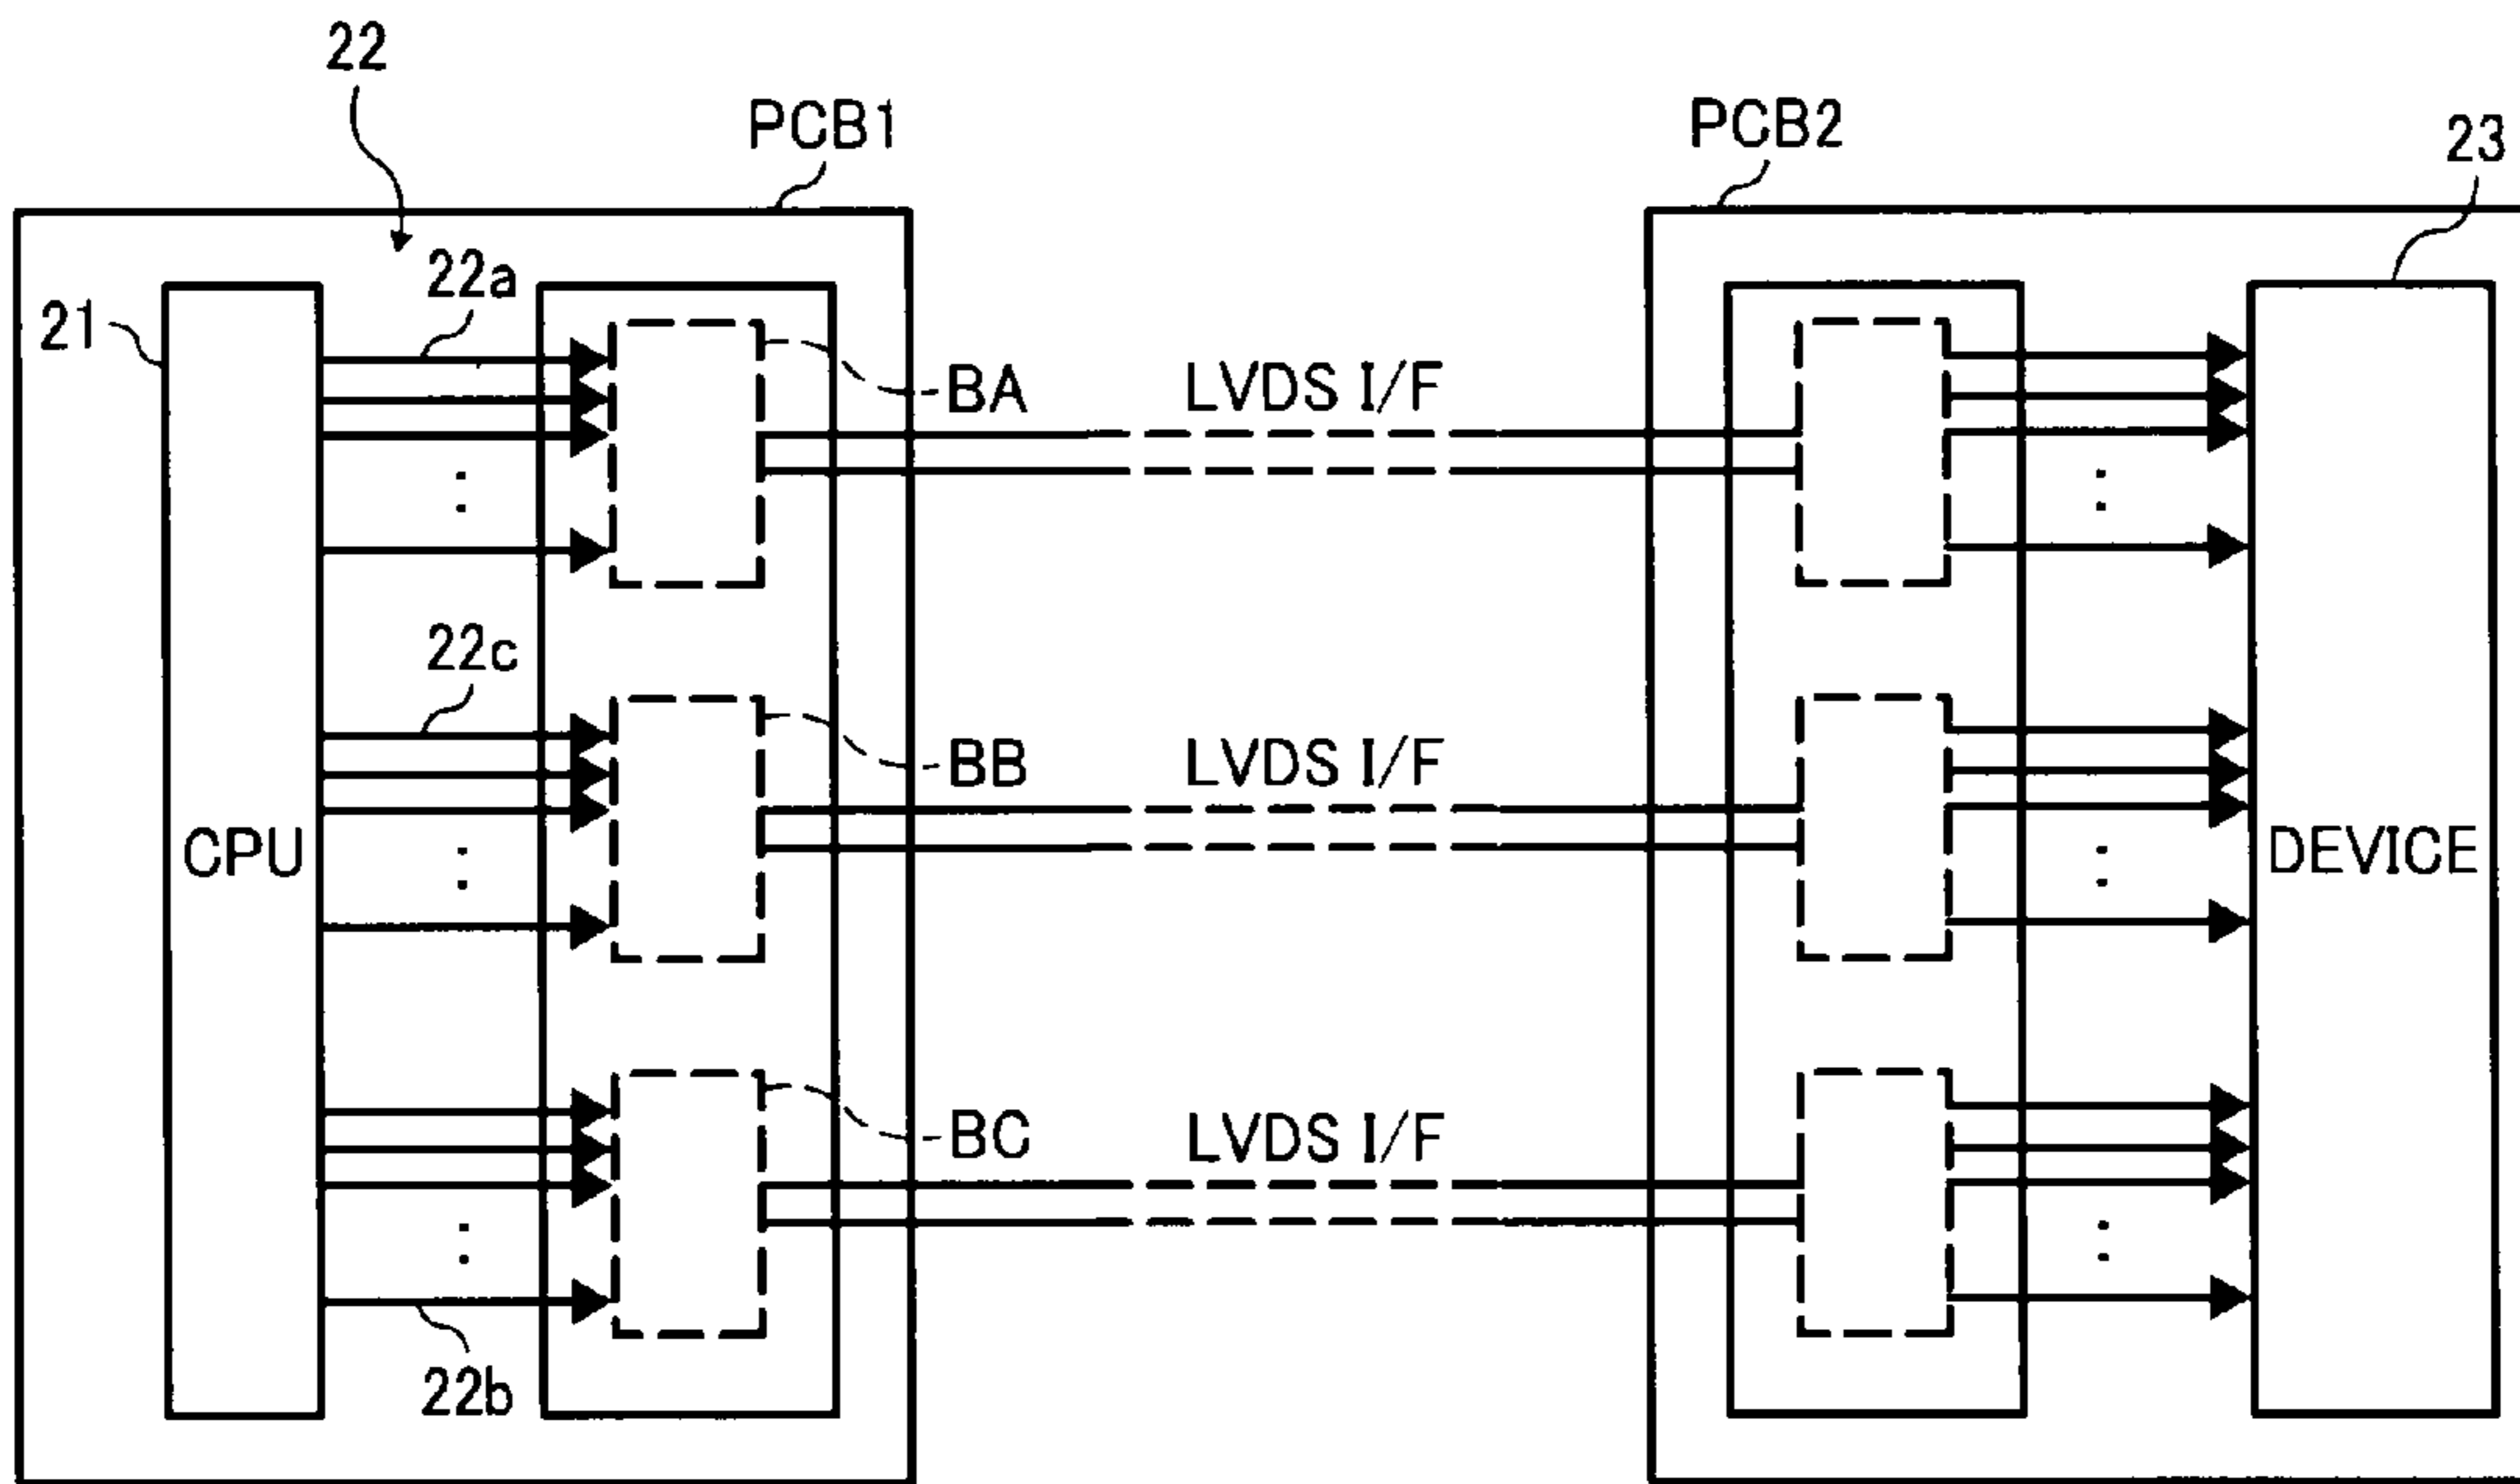 22
PCB1
PCB2
23
22a
21
BA
LVDS I/F
22c
BB
LVDS I/F
CPU
DEVICE
BC
LVDS I/F
22b